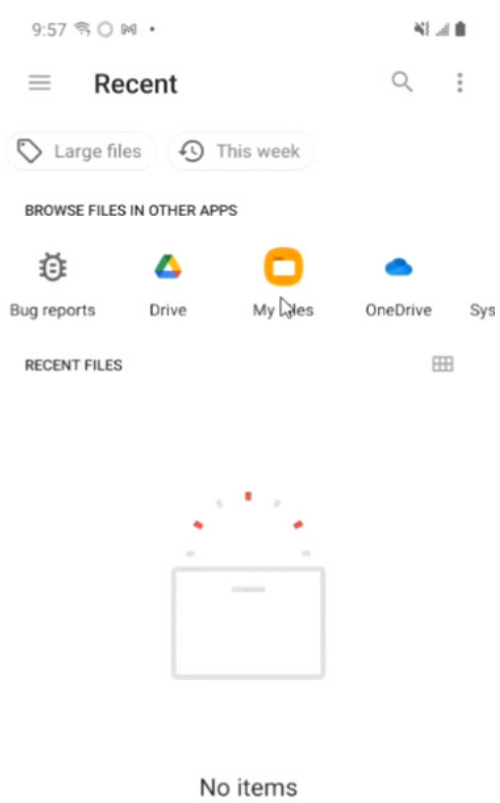 9:57
Recent
Large files This week
BROWSE FILES IN OTHER APPS
Bug reports Drive My Files OneDrive Sys
RECENT FILES
No items